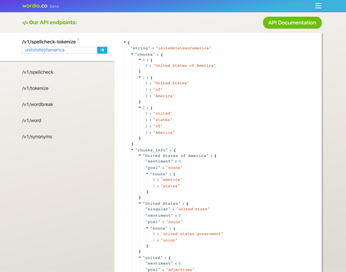 wordio.co beta
</> Our API endpoints:
API Documentation
/v1/spellcheck-tokenize
unitedstatesfamerica
/v1/spellcheck
/v1/tokenize
/v1/wordbreak
/v1/word
/v1/synonyms
{
"string" : "unitedstatesofamerica"
"chunks" : {
0 : [
0 : "United States of America"
]
1 : [
0 : "United States"
1 : "of"
2 : "America"
]
2 : [
0 : "united"
1 : "states"
2 : "of"
3 : "America"
]
}
"chunks_info" : {
"United States of America" : {
"sentiment" : 0
"pos" : "nouns"
"nouns" : [
0 : "america"
1 : "states"
]
}
"United States" : {
"singular" : "united state"
"sentiment" : 0
"pos" : "nouns"
"nouns" : [
0 : "united states government"
1 : "union"
]
}
"united" : {
"sentiment" : 0
"pos" : "adjectives"